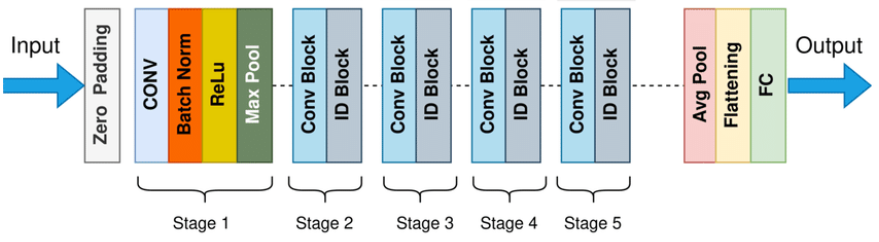 Input
Zero Padding
CONV
Batch Norm
ReLu
Max Pool
Conv Block
ID Block
Conv Block
ID Block
Conv Block
ID Block
Conv Block
ID Block
Avg Pool
Flattening
FC
Output
Stage 1
Stage 2
Stage 3
Stage 4
Stage 5